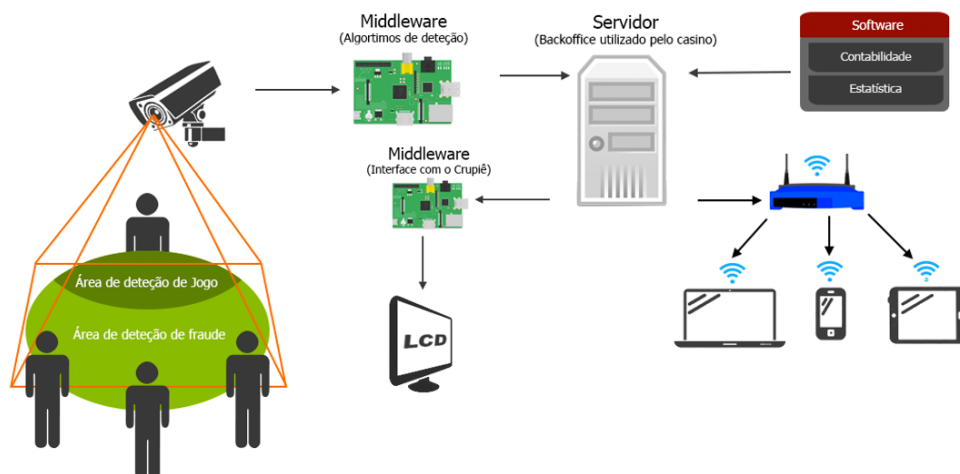 Middleware
(Algortimos de deteção)
Servidor
(Backoffice utilizado pelo casino)
Software
Contabilidade
Estatística
Middleware
(Interface com o Crupiê)
Área de deteção de Jogo
Área de deteção de fraude
LCD